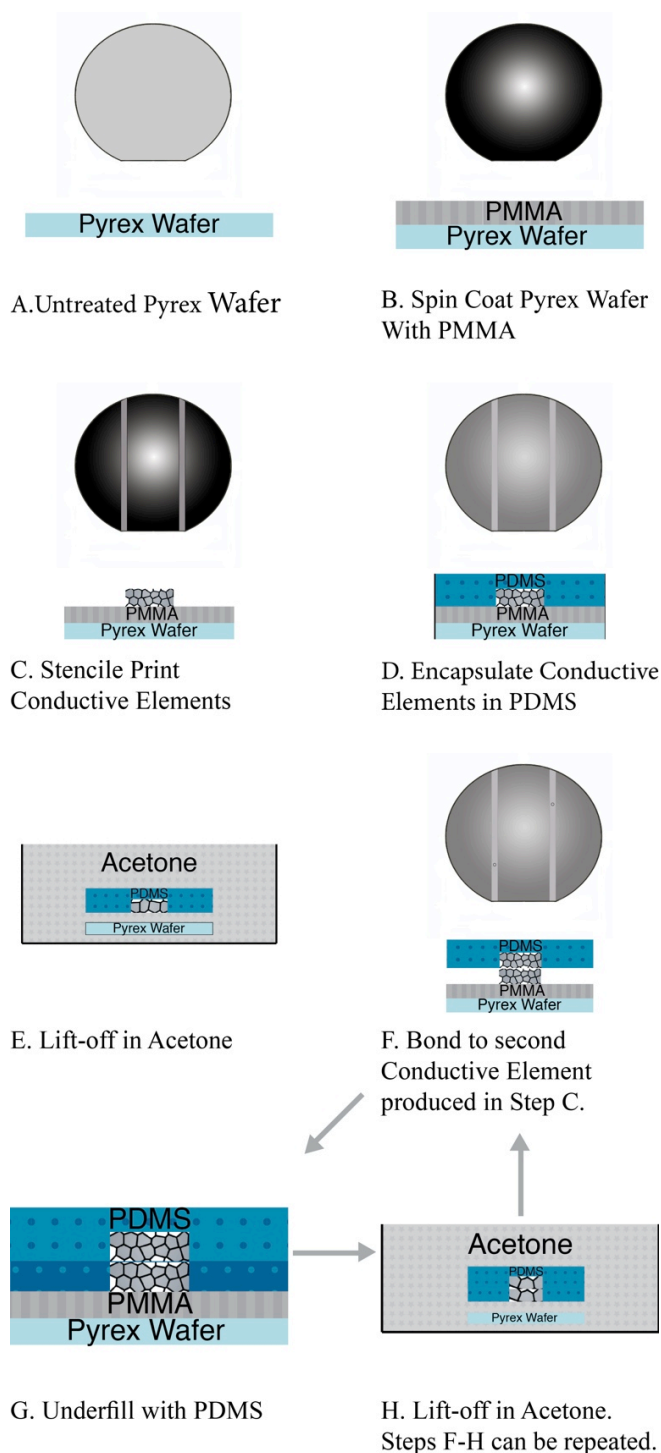 Pyrex Wafer
A.Untreated Pyrex Wafer
PMMA
Pyrex Wafer
B. Spin Coat Pyrex Wafer
With PMMA
PMMA
Pyrex Wafer
C. Stencile Print
Conductive Elements
PDMS
PMMA
Pyrex Wafer
D. Encapsulate Conductive
Elements in PDMS
Acetone
PDMS
Pyrex Wafer
E. Lift-off in Acetone
PDMS
PMMA
Pyrex Wafer
F. Bond to second
Conductive Element
produced in Step C.
PDMS
PMMA
Pyrex Wafer
G. Underfill with PDMS
Acetone
PDMS
Pyrex Wafer
H. Lift-off in Acetone.
Steps F-H can be repeated.